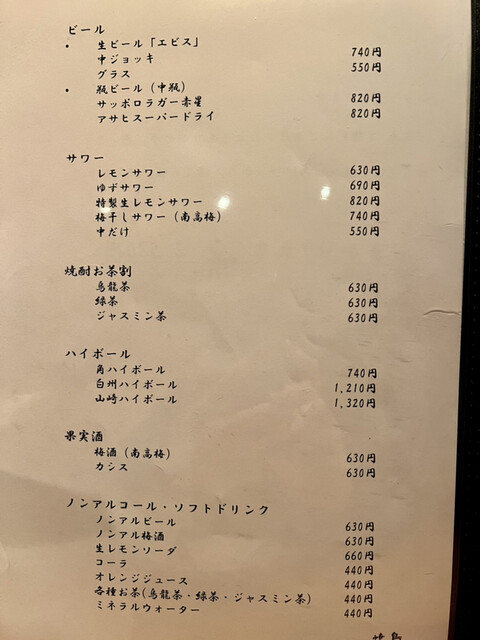 ビール
・ 生ビール「エビス」
中ジョッキ 740円
グラス 550円
・ 瓶ビール（中瓶）
サッポロラガー赤星 820円
アサヒスーパードライ 820円
サワー
レモンサワー 630円
ゆずサワー 690円
特製生レモンサワー 820円
梅干しサワー（南高梅） 740円
中だけ 550円
焼酎お茶割
烏龍茶 630円
緑茶 630円
ジャスミン茶 630円
ハイボール
角ハイボール 740円
白州ハイボール 1,210円
山崎ハイボール 1,320円
果実酒
梅酒（南高梅） 630円
カシス 630円
ノンアルコール・ソフトドリンク
ノンアルビール 630円
ノンアル梅酒 630円
生レモンソーダ 660円
コーラ 440円
オレンジジュース 440円
各種お茶(烏龍茶・緑茶・ジャスミン茶) 440円
ミネラルウォーター 440円
焼鳥